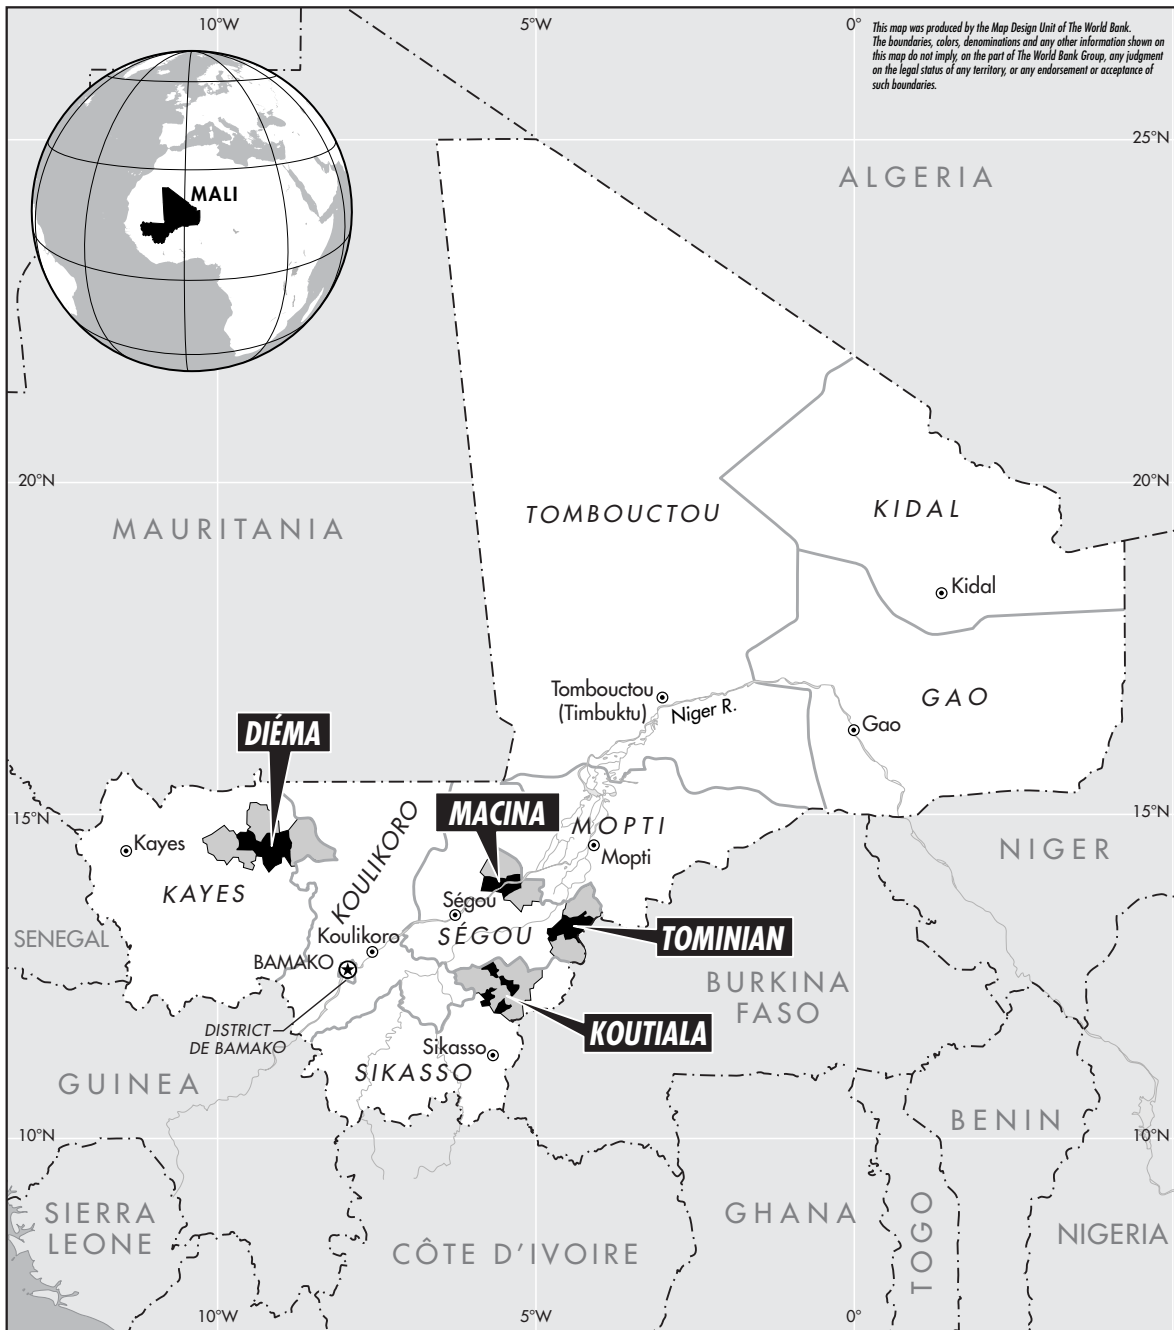 10°W
5°W
0°
This map was produced by the Map Design Unit of The World Bank.
The boundaries, colors, denominations and any other information shown on
this map do not imply, on the part of The World Bank Group, any judgment
on the legal status of any territory, or any endorsement or acceptance of
such boundaries.
25°N
ALGERIA
MALI
20°N
20°N
TOMBOUCTOU
KIDAL
MAURITANIA
Kidal
Tombouctou
(Timbuktu)
Niger R.
GAO
Gao
DIÉMA
15°N
15°N
MACINA
MOPTI
Mopti
NIGER
Kayes
KAYES
KOULIKORO
Ségou
SÉGOU
Koulikoro
BAMAKO
SENEGAL
TOMINIAN
BURKINA
FASO
KOUTIALA
DISTRICT
DE BAMAKO
Sikasso
SIKASSO
GUINEA
BENIN
10°N
10°N
SIERRA
LEONE
CÔTE D'IVOIRE
GHANA
TOGO
NIGERIA
10°W
5°W
0°